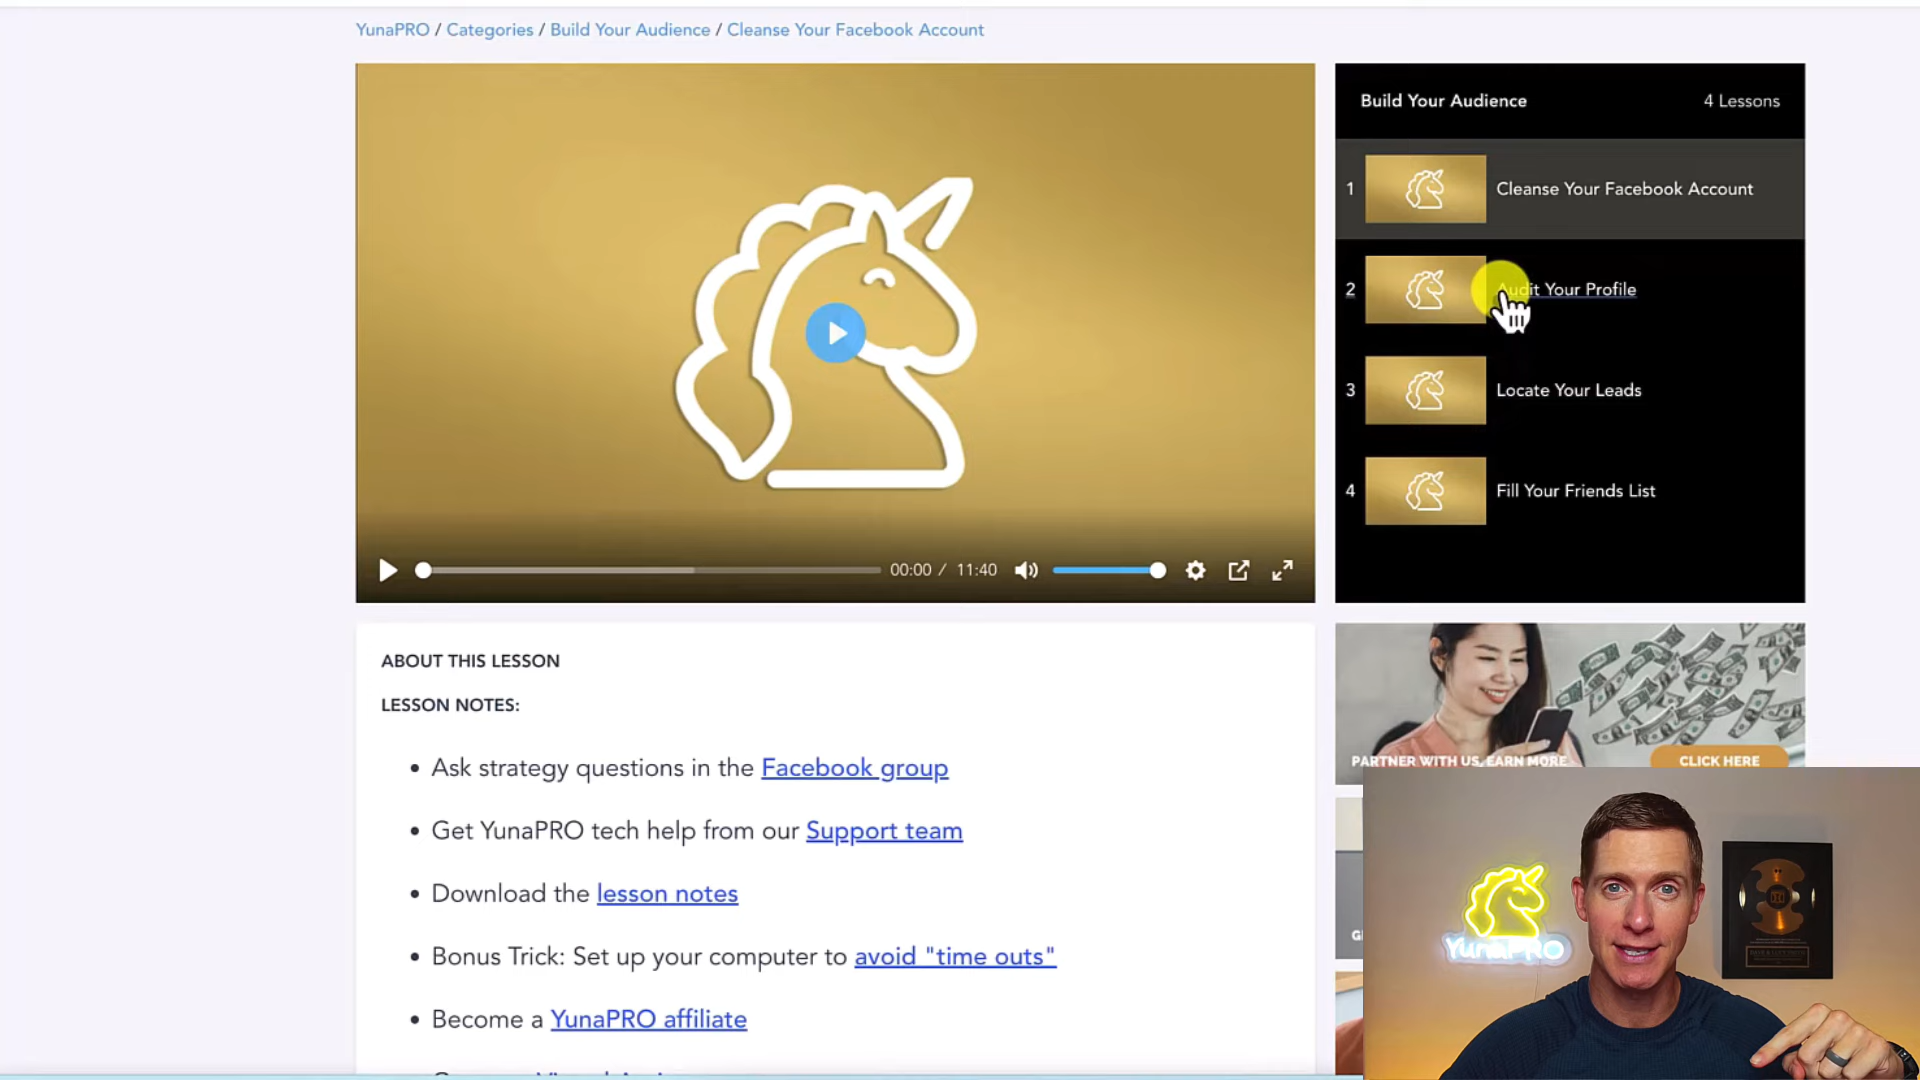 YunaPRO / Categories / Build Your Audience / Cleanse Your Facebook Account
Build Your Audience
4 Lessons
1
Cleanse Your Facebook Account
2
Audit Your Profile
3
Locate Your Leads
4
Fill Your Friends List
00:00 / 11:40
ABOUT THIS LESSON
LESSON NOTES:
• Ask strategy questions in the Facebook group
• Get YunaPRO tech help from our Support team
• Download the lesson notes
• Bonus Trick: Set up your computer to avoid "time outs"
• Become a YunaPRO affiliate
PARTNER WITH US, EARN MORE
CLICK HERE
YunaPRO